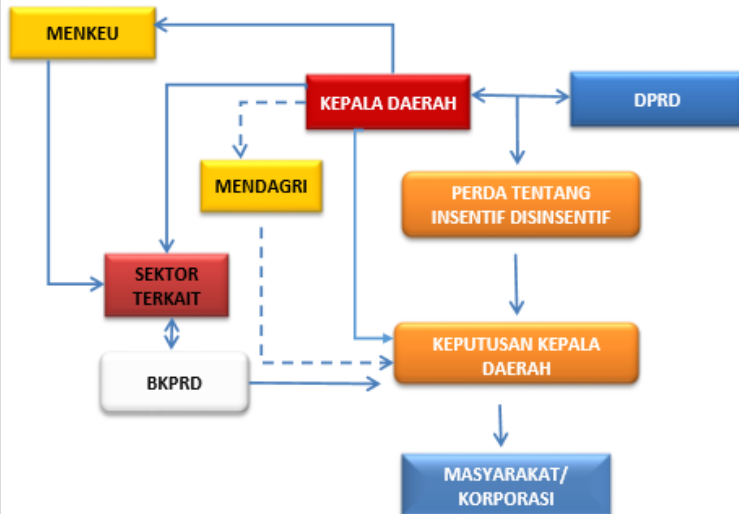 MENKEU
KEPALA DAERAH
DPRD
MENDAGRI
PERDA TENTANG
INSENTIF DISINSENTIF
SEKTOR
TERKAIT
KEPUTUSAN KEPALA
DAERAH
BKPRD
MASYARAKAT/
KORPORASI